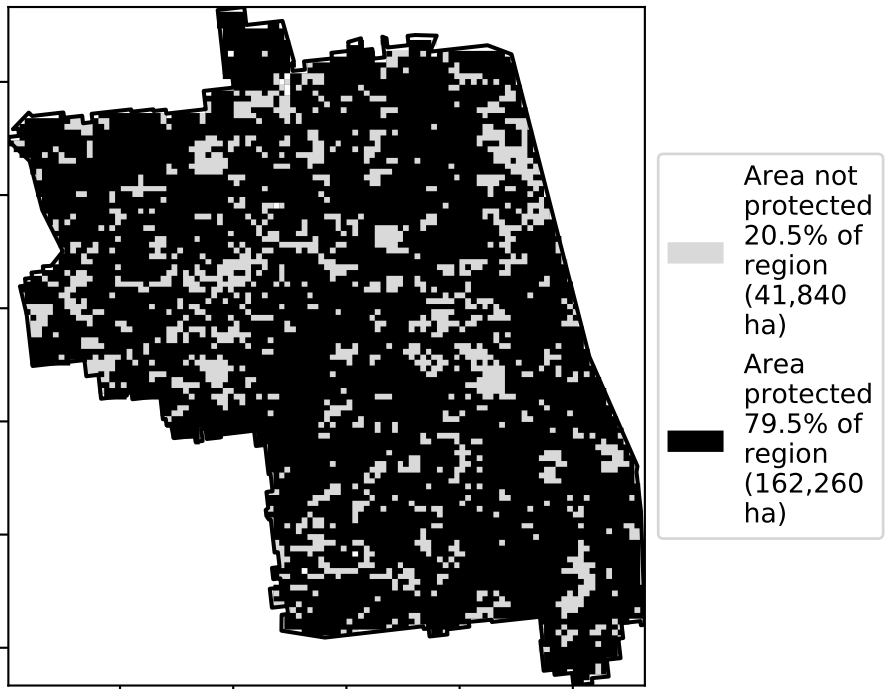 Area not
protected
20.5% of
region
(41,840
ha)
Area
protected
79.5% of
region
(162,260
ha)